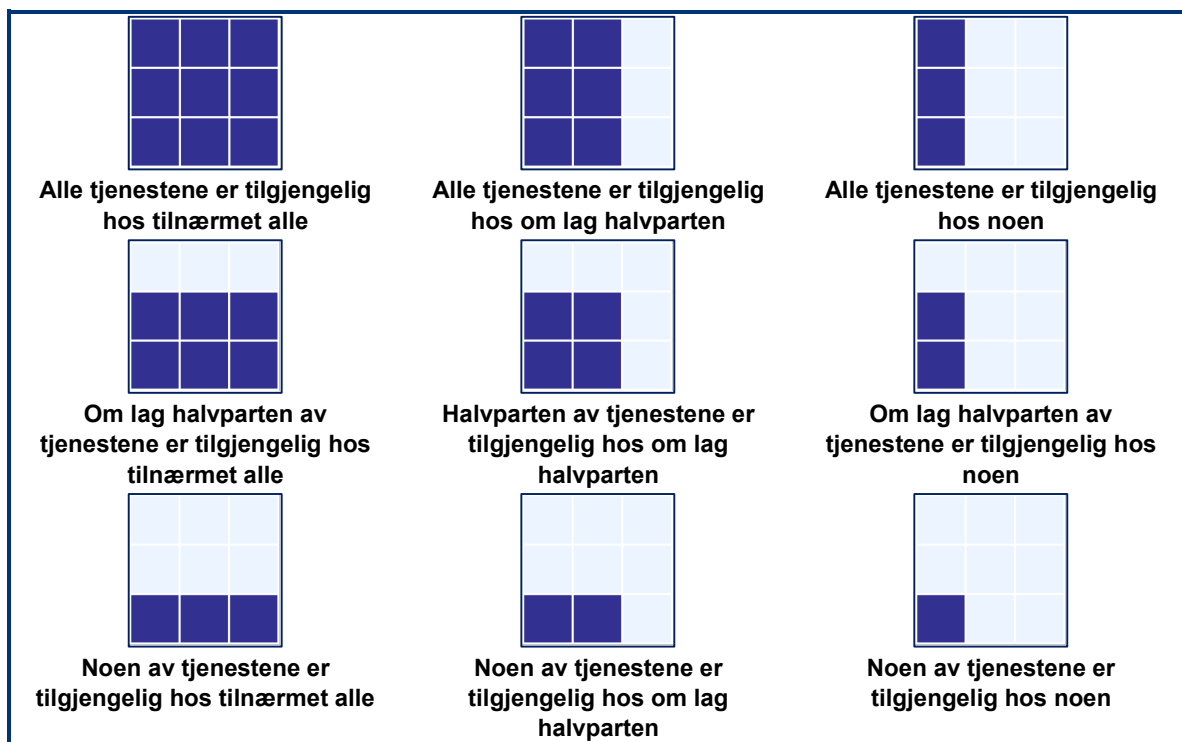 Alle tjenestene er tilgjengelig
hos tilnærmet alle
Alle tjenestene er tilgjengelig
hos om lag halvparten
Alle tjenestene er tilgjengelig
hos noen
Om lag halvparten av
tjenestene er tilgjengelig hos
tilnærmet alle
Halvparten av tjenestene er
tilgjengelig hos om lag
halvparten
Om lag halvparten av
tjenestene er tilgjengelig hos
noen
Noen av tjenestene er
tilgjengelig hos tilnærmet alle
Noen av tjenestene er
tilgjengelig hos om lag
halvparten
Noen av tjenestene er
tilgjengelig hos noen